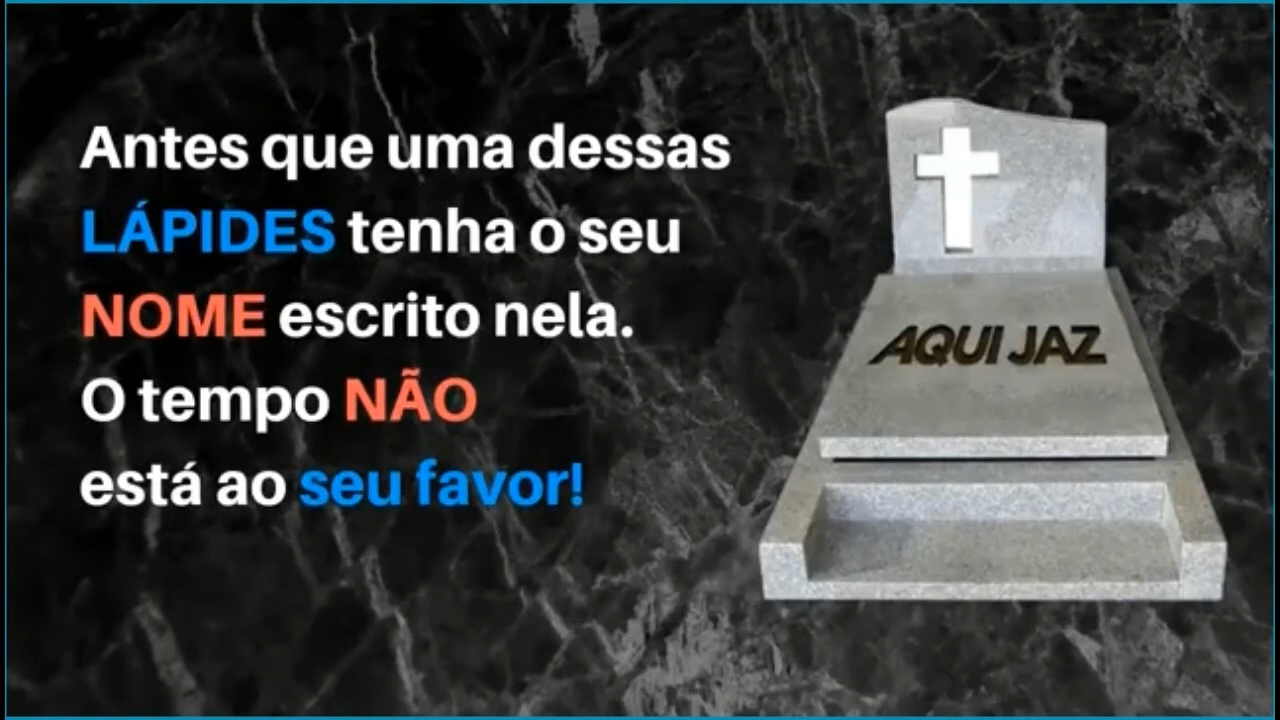 Antes que uma dessas
LÁPIDES tenha o seu
NOME escrito nela.
O tempo NÃO
está ao seu favor!
AQUI JAZ